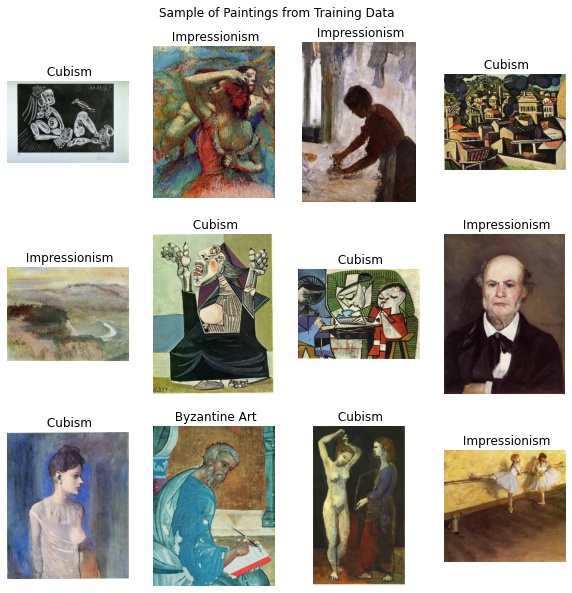 Sample of Paintings from Training Data
Cubism
Impressionism
Impressionism
Cubism
Impressionism
Cubism
Cubism
Impressionism
Cubism
Byzantine Art
Cubism
Impressionism